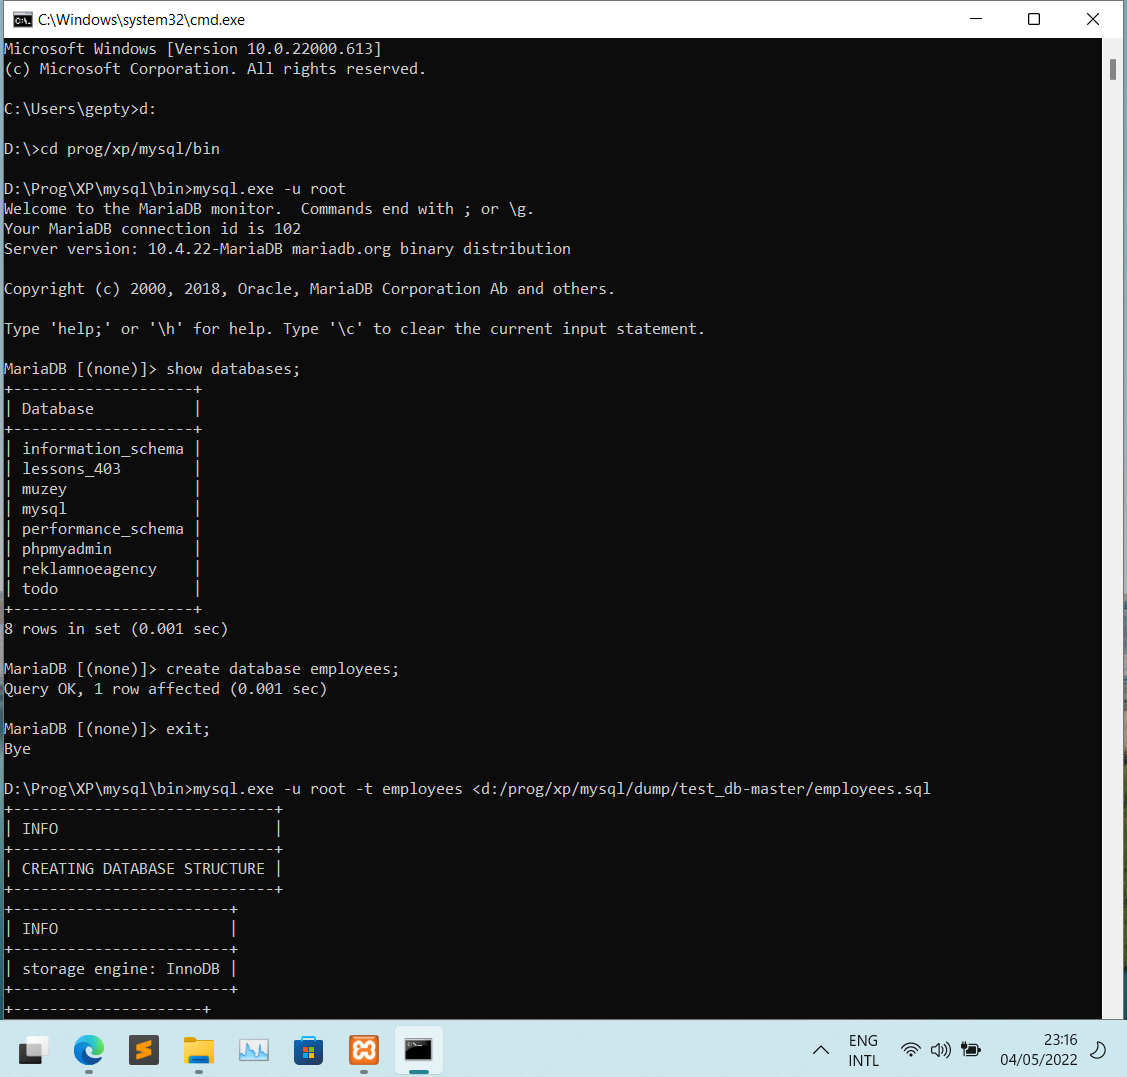 C:\Windows\system32\cmd.exe
Microsoft Windows [Version 10.0.22000.613]
(c) Microsoft Corporation. All rights reserved.
C:\Users\gepty>d:
D:\>cd prog/xp/mysql/bin
D:\Prog\XP\mysql\bin>mysql.exe -u root
Welcome to the MariaDB monitor.  Commands end with ; or \g.
Your MariaDB connection id is 102
Server version: 10.4.22-MariaDB mariadb.org binary distribution
Copyright (c) 2000, 2018, Oracle, MariaDB Corporation Ab and others.
Type 'help;' or '\h' for help. Type '\c' to clear the current input statement.
MariaDB [(none)]> show databases;
+--------------------+
| Database           |
+--------------------+
| information_schema |
| lessons_403        |
| muzey              |
| mysql              |
| performance_schema |
| phpmyadmin         |
| reklamnoeagency    |
| todo               |
+--------------------+
8 rows in set (0.001 sec)
MariaDB [(none)]> create database employees;
Query OK, 1 row affected (0.001 sec)
MariaDB [(none)]> exit;
Bye
D:\Prog\XP\mysql\bin>mysql.exe -u root -t employees <d:/prog/xp/mysql/dump/test_db-master/employees.sql
+-----------------------------+
| INFO                        |
+-----------------------------+
| CREATING DATABASE STRUCTURE |
+-----------------------------+
+------------------------+
| INFO                   |
+------------------------+
| storage engine: InnoDB |
+------------------------+
+---------------------+
ENG
INTL
23:16
04/05/2022